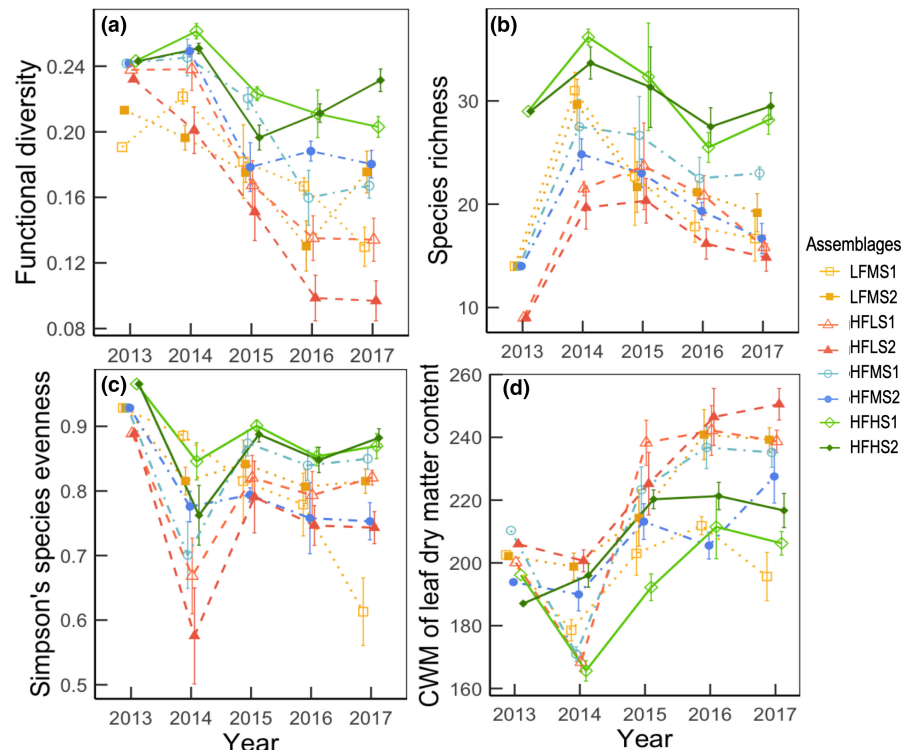 (a)
Functional diversity
0.24
0.20
0.16
0.12
0.08
2013 2014 2015 2016 2017
(b)
Species richness
30
20
10
2013 2014 2015 2016 2017
(c)
Simpson's species evenness
0.9
0.8
0.7
0.6
0.5
2013 2014 2015 2016 2017
Year
(d)
CWM of leaf dry matter content
260
240
220
200
180
160
2013 2014 2015 2016 2017
Year
Assemblages
LFMS1
LFMS2
HFLS1
HFLS2
HFMS1
HFMS2
HFHS1
HFHS2